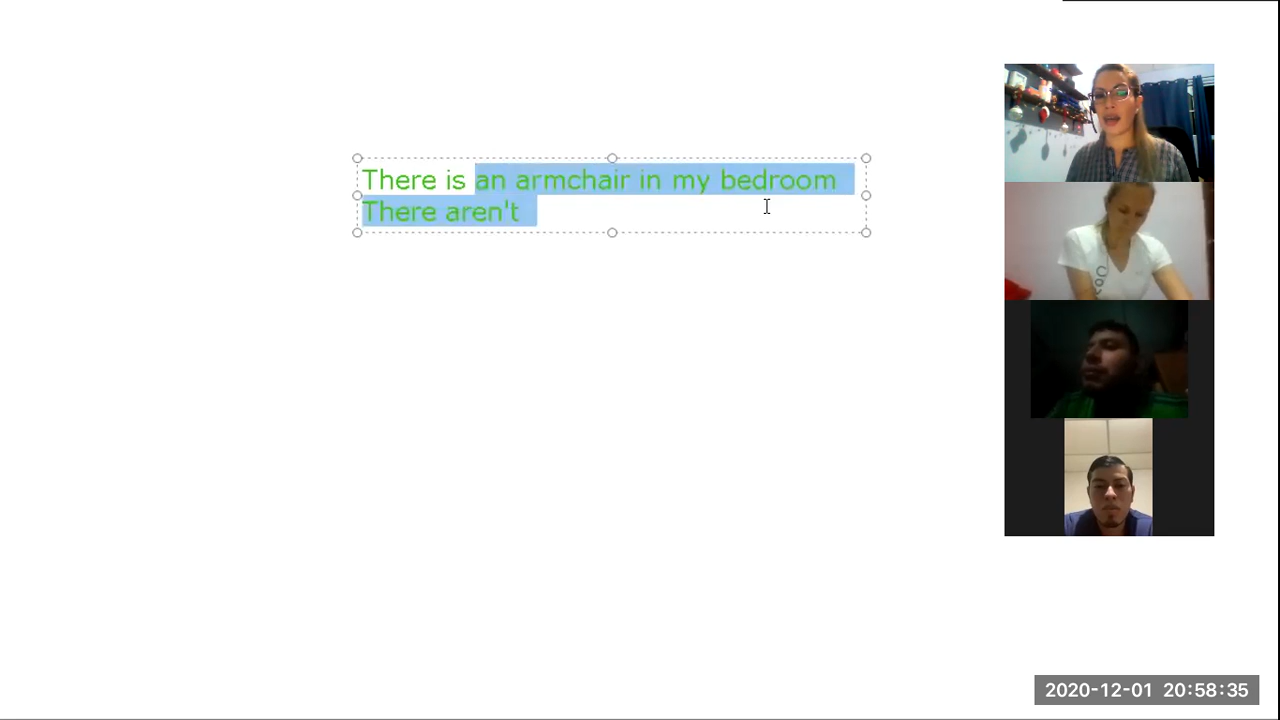 There is an armchair in my bedroom
There aren't
2020-12-01 20:58:35